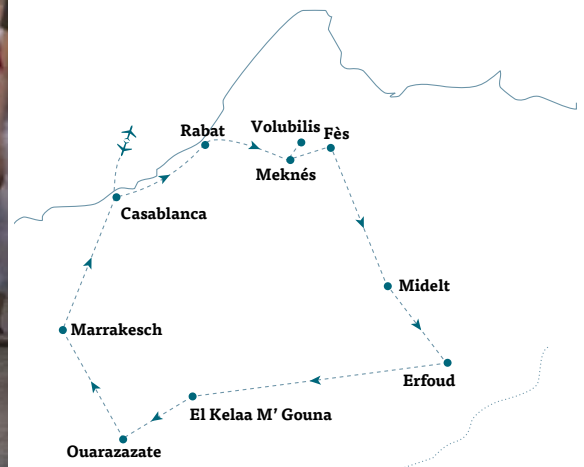 Rabat
Volubilis
Fès
Meknés
Casablanca
Midelt
Marrakesch
Erfoud
El Kelaa M' Gouna
Ouarazazate